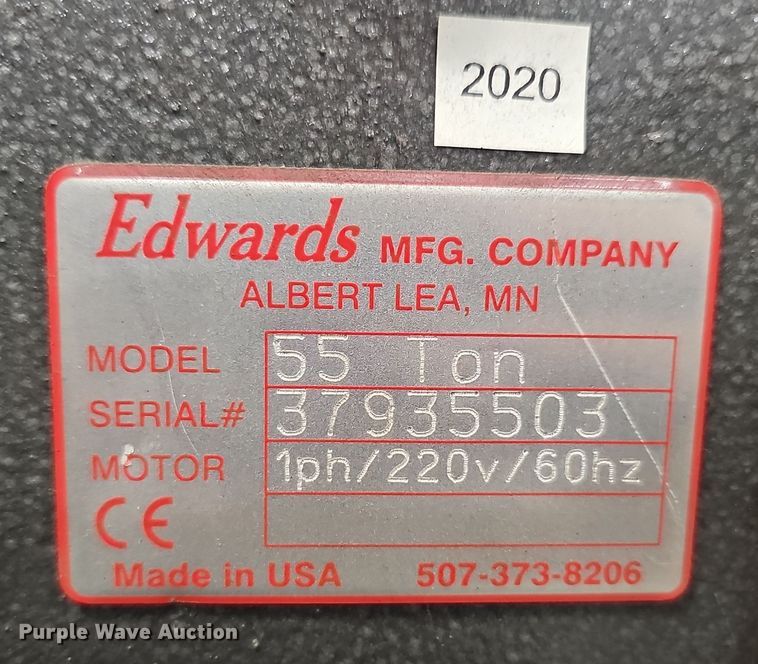 2020
Edwards MFG. COMPANY
ALBERT LEA, MN
MODEL 55 Ton
SERIAL# 37935503
MOTOR 1ph/220v/60hz
CE
Made in USA 507-373-8206
Purple Wave Auction